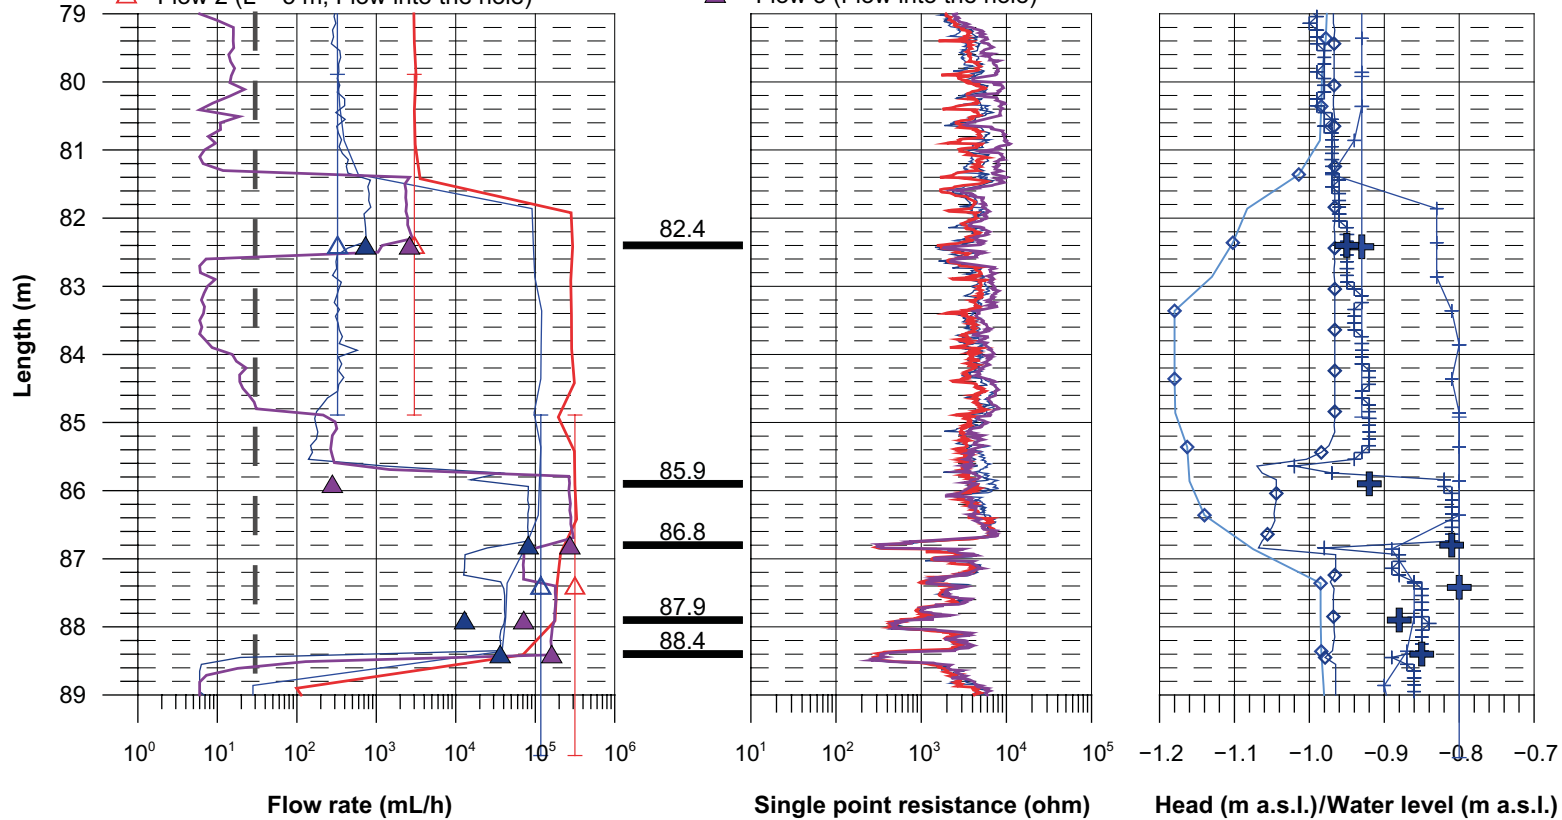 Flow 2 (L = 5 m, Flow into the hole)
(Flow into the hole)
79
80
81
82
83
84
85
86
87
88
89
Length (m)
82.4
85.9
86.8
87.9
88.4
10⁰ 10¹ 10² 10³ 10⁴ 10⁵ 10⁶
10¹ 10² 10³ 10⁴ 10⁵
−1.2 −1.1 −1.0 −0.9 −0.8 −0.7
Flow rate (mL/h)
Single point resistance (ohm)
Head (m a.s.l.)/Water level (m a.s.l.)